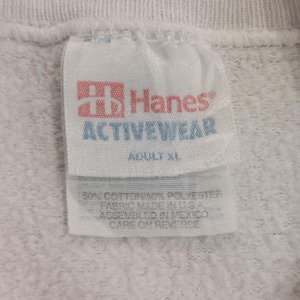 Hanes®
ACTIVEWEAR
ADULT XL
50% COTTON/50% POLYESTER
FABRIC MADE IN U.S.A.
ASSEMBLED IN MEXICO
CARE ON REVERSE